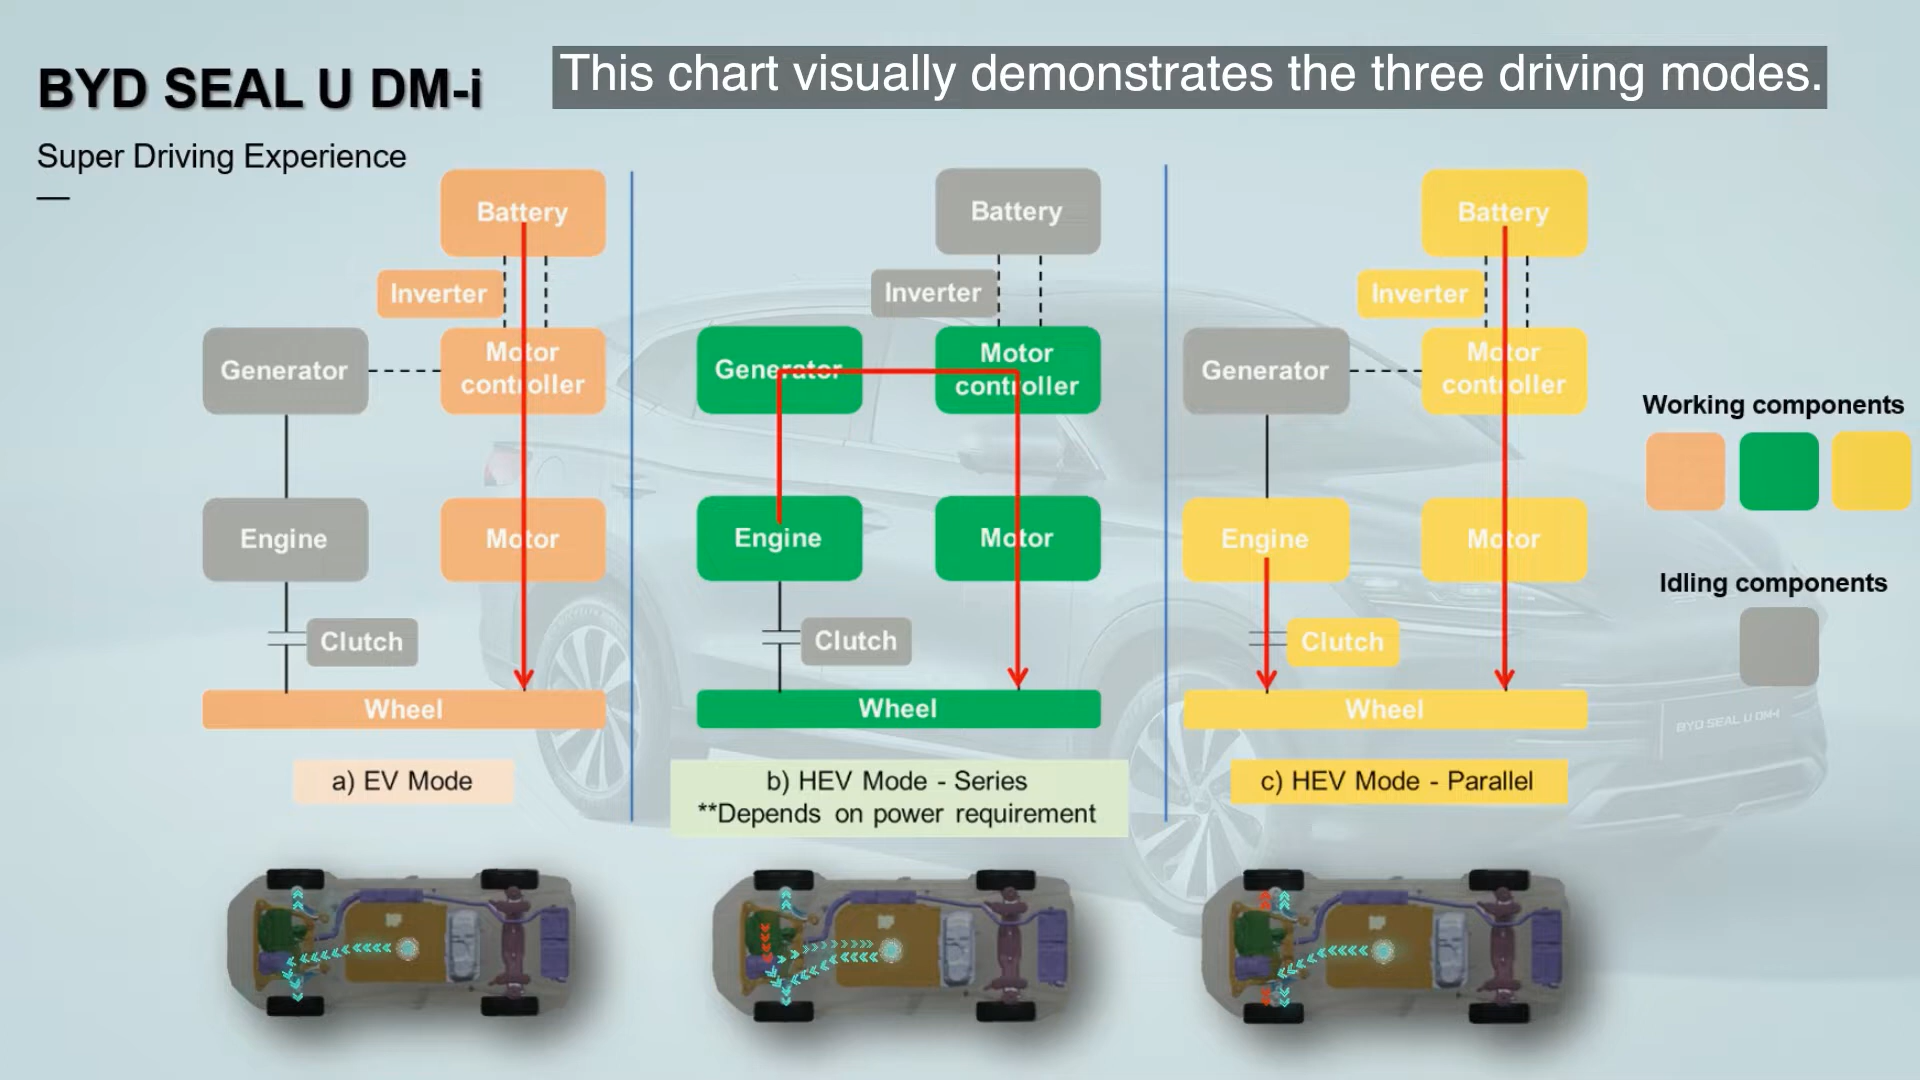 BYD SEAL U DM-i
This chart visually demonstrates the three driving modes.
Super Driving Experience
Battery
Inverter
Generator
Motor
controller
Engine
Motor
Clutch
Wheel
a) EV Mode
Battery
Inverter
Generator
Motor
controller
Engine
Motor
Clutch
Wheel
b) HEV Mode - Series
**Depends on power requirement
Battery
Inverter
Generator
Motor
controller
Engine
Motor
Clutch
Wheel
c) HEV Mode - Parallel
Working components
Idling components
BYD SEAL U DM-i